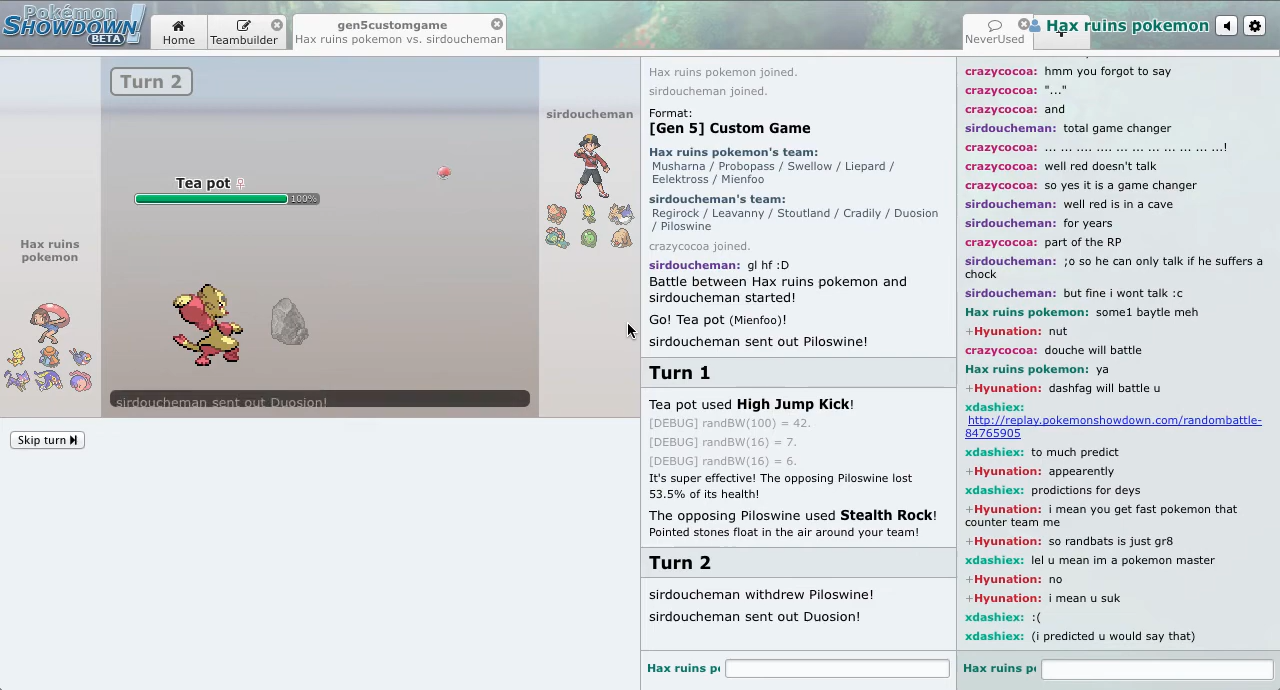 Pokémon
SHOWDOWN!
BETA
Home
Teambuilder
gen5customgame
Hax ruins pokemon vs. sirdoucheman
NeverUsed
Hax ruins pokemon
Turn 2
Tea pot ♀
100%
Hax ruins
pokemon
sirdoucheman
sirdoucheman sent out Duosion!
Skip turn
Hax ruins pokemon joined.
sirdoucheman joined.
Format:
[Gen 5] Custom Game
Hax ruins pokemon's team:
Musharna / Probopass / Swellow / Liepard /
Eelektross / Mienfoo
sirdoucheman's team:
Regirock / Leavanny / Stoutland / Cradily / Duosion
/ Piloswine
crazycocoa joined.
sirdoucheman: gl hf :D
Battle between Hax ruins pokemon and
sirdoucheman started!
Go! Tea pot (Mienfoo)!
sirdoucheman sent out Piloswine!
Turn 1
Tea pot used High Jump Kick!
[DEBUG] randBW(100) = 42.
[DEBUG] randBW(16) = 7.
[DEBUG] randBW(16) = 6.
It's super effective! The opposing Piloswine lost
53.5% of its health!
The opposing Piloswine used Stealth Rock!
Pointed stones float in the air around your team!
Turn 2
sirdoucheman withdrew Piloswine!
sirdoucheman sent out Duosion!
Hax ruins p
crazycocoa: hmm you forgot to say
crazycocoa: "..."
crazycocoa: and
sirdoucheman: total game changer
crazycocoa: ... ... .... .... ... ... ... ... ... ... ...!
crazycocoa: well red doesn't talk
crazycocoa: so yes it is a game changer
sirdoucheman: well red is in a cave
sirdoucheman: for years
crazycocoa: part of the RP
sirdoucheman: ;o so he can only talk if he suffers a
chock
sirdoucheman: but fine i wont talk :c
Hax ruins pokemon: some1 baytle meh
+Hyunation: nut
crazycocoa: douche will battle
Hax ruins pokemon: ya
+Hyunation: dashfag will battle u
xdashiex:
http://replay.pokemonshowdown.com/randombattle-
84765905
xdashiex: to much predict
+Hyunation: appearently
xdashiex: prodictions for deys
+Hyunation: i mean you get fast pokemon that
counter team me
+Hyunation: so randbats is just gr8
xdashiex: lel u mean im a pokemon master
+Hyunation: no
+Hyunation: i mean u suk
xdashiex: :(
xdashiex: (i predicted u would say that)
Hax ruins p